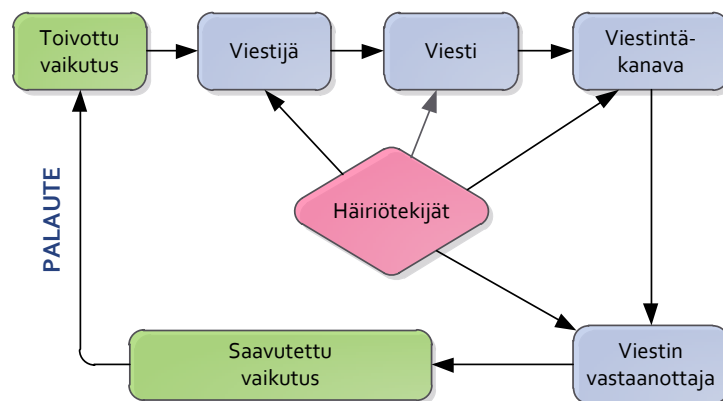 Toivottu
vaikutus
Viestijä
Viesti
Viestintä-
kanava
Häiriötekijät
PALAUTE
Saavutettu
vaikutus
Viestin
vastaanottaja